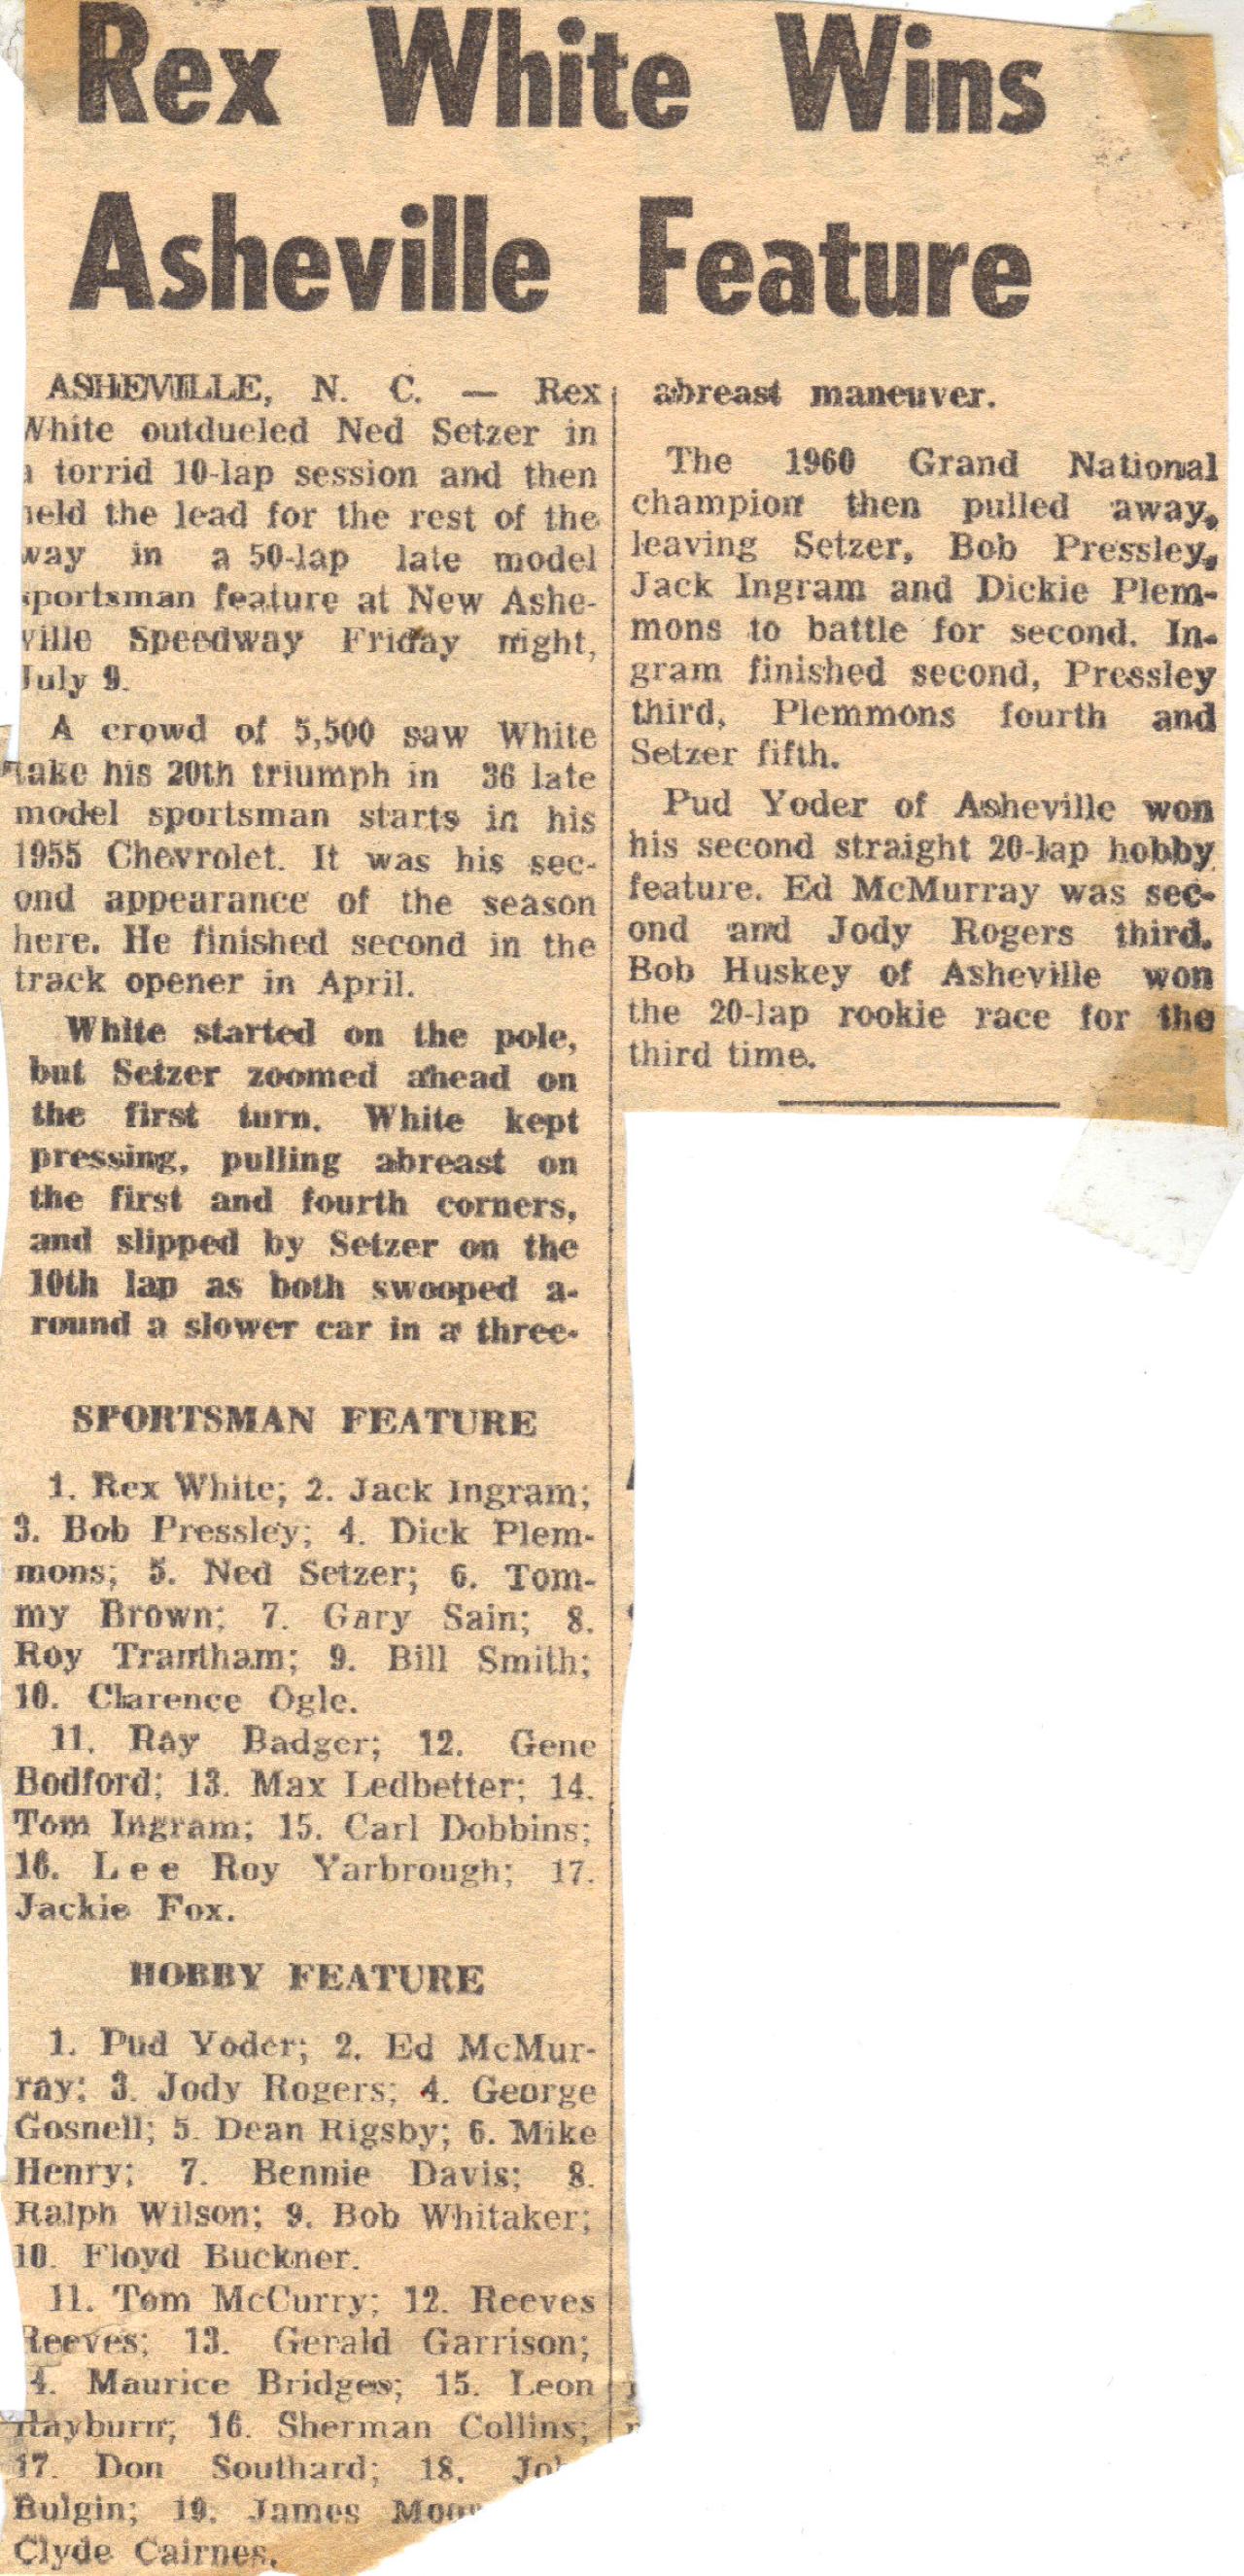 Rex White Wins
Asheville Feature
ASHEVILLE, N. C. — Rex
White outdueled Ned Setzer in
a torrid 10-lap session and then
held the lead for the rest of the
way in a 50-lap late model
sportsman feature at New Ashe-
ville Speedway Friday night,
July 9.
A crowd of 5,500 saw White
take his 20th triumph in 36 late
model sportsman starts in his
1955 Chevrolet. It was his sec-
ond appearance of the season
here. He finished second in the
track opener in April.
White started on the pole,
but Setzer zoomed ahead on
the first turn. White kept
pressing, pulling abreast on
the first and fourth corners,
and slipped by Setzer on the
10th lap as both swooped a-
round a slower car in a three-
abreast maneuver.
The 1960 Grand National
champion then pulled away,
leaving Setzer, Bob Pressley,
Jack Ingram and Dickie Plem-
mons to battle for second. In-
gram finished second, Pressley
third, Plemmons fourth and
Setzer fifth.
Pud Yoder of Asheville won
his second straight 20-lap hobby
feature. Ed McMurray was sec-
ond and Jody Rogers third.
Bob Huskey of Asheville won
the 20-lap rookie race for the
third time.
SPORTSMAN FEATURE
1. Rex White; 2. Jack Ingram;
3. Bob Pressley; 4. Dick Plem-
mons; 5. Ned Setzer; 6. Tom-
my Brown; 7. Gary Sain; 8.
Roy Trantham; 9. Bill Smith;
10. Clarence Ogle.
11. Ray Badger; 12. Gene
Bodford; 13. Max Ledbetter; 14.
Tom Ingram; 15. Carl Dobbins;
16. Lee Roy Yarbrough; 17.
Jackie Fox.
HOBBY FEATURE
1. Pud Yoder; 2. Ed McMur-
ray; 3. Jody Rogers; 4. George
Gosnell; 5. Dean Rigsby; 6. Mike
Henry; 7. Bennie Davis; 8.
Ralph Wilson; 9. Bob Whitaker;
10. Floyd Buckner.
11. Tom McCurry; 12. Reeves
Reeves; 13. Gerald Garrison;
4. Maurice Bridges; 15. Leon
Rayburn; 16. Sherman Collins;
17. Don Southard; 18.
Bulgin; 19. James
Clyde Cairnes.